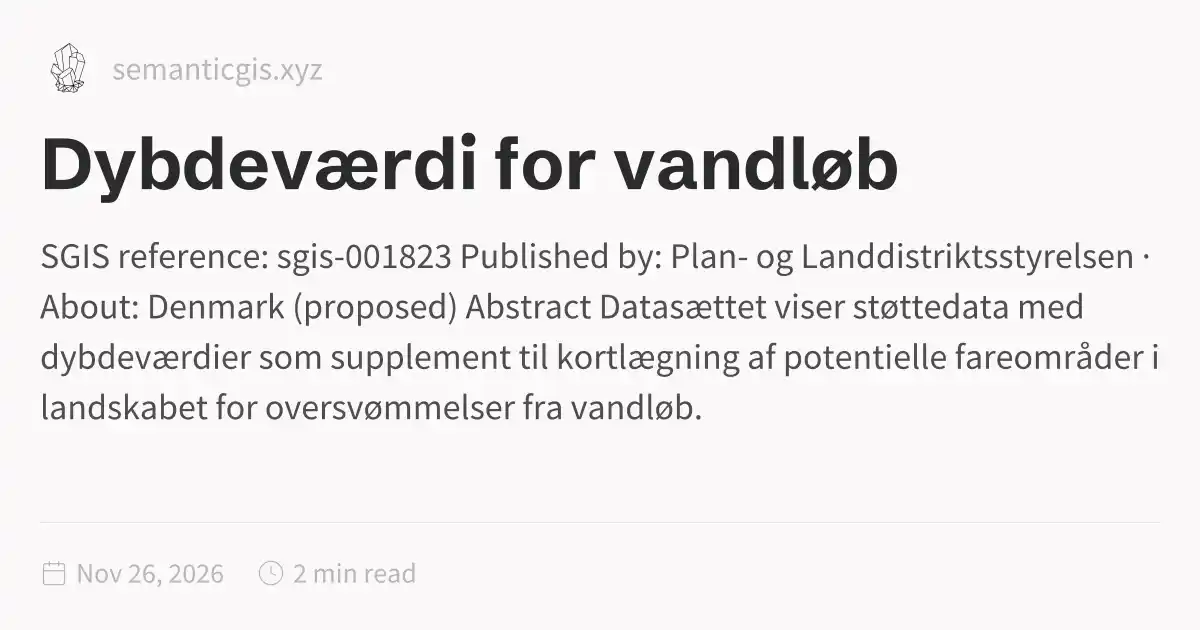 semanticgis.xyz
Dybdeværdi for vandløb
SGIS reference: sgis-001823 Published by: Plan- og Landdistriktsstyrelsen ·
About: Denmark (proposed) Abstract Datasættet viser støttedata med
dybdeværdier som supplement til kortlægning af potentielle fareområder i
landskabet for oversvømmelser fra vandløb.
Nov 26, 2026 2 min read